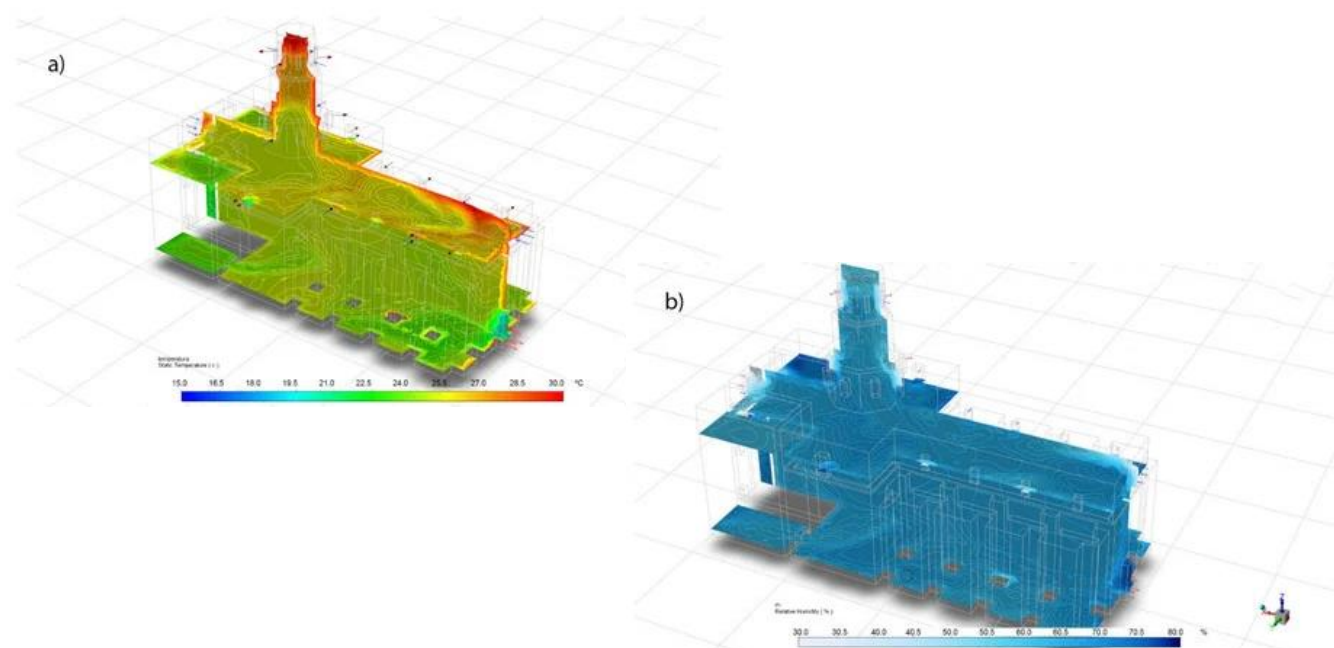 a)
Static Temperature ( c )
15.0 16.5 18.0 19.5 21.0 22.5 24.0 25.5 27.0 28.5 30.0 °C
b)
Relative Humidity ( % )
30.0 30.5 40.0 40.5 50.0 50.5 60.0 60.5 70.0 70.5 80.0 %